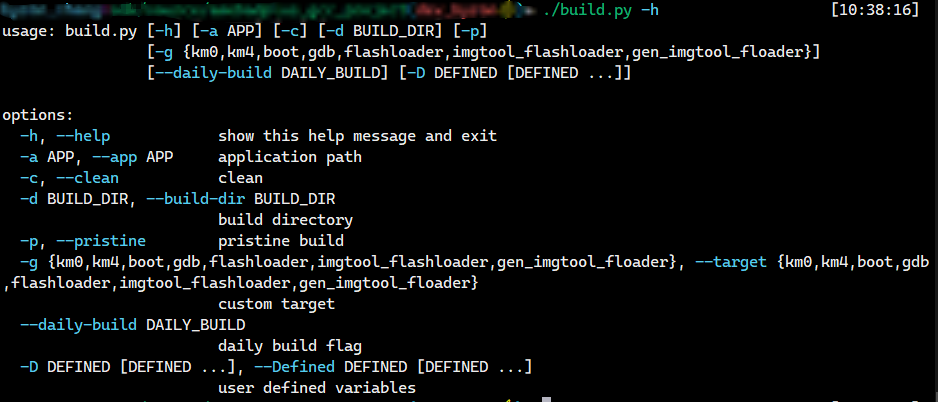 ./build.py -h [10:38:16]
usage: build.py [-h] [-a APP] [-c] [-d BUILD_DIR] [-p]
[-g {km0,km4,boot,gdb,flashloader,imgtool_flashloader,gen_imgtool_floader}]
[--daily-build DAILY_BUILD] [-D DEFINED [DEFINED ...]]
options:
-h, --help show this help message and exit
-a APP, --app APP application path
-c, --clean clean
-d BUILD_DIR, --build-dir BUILD_DIR
build directory
-p, --pristine pristine build
-g {km0,km4,boot,gdb,flashloader,imgtool_flashloader,gen_imgtool_floader}, --target {km0,km4,boot,gdb
,flashloader,imgtool_flashloader,gen_imgtool_floader}
custom target
--daily-build DAILY_BUILD
daily build flag
-D DEFINED [DEFINED ...], --Defined DEFINED [DEFINED ...]
user defined variables